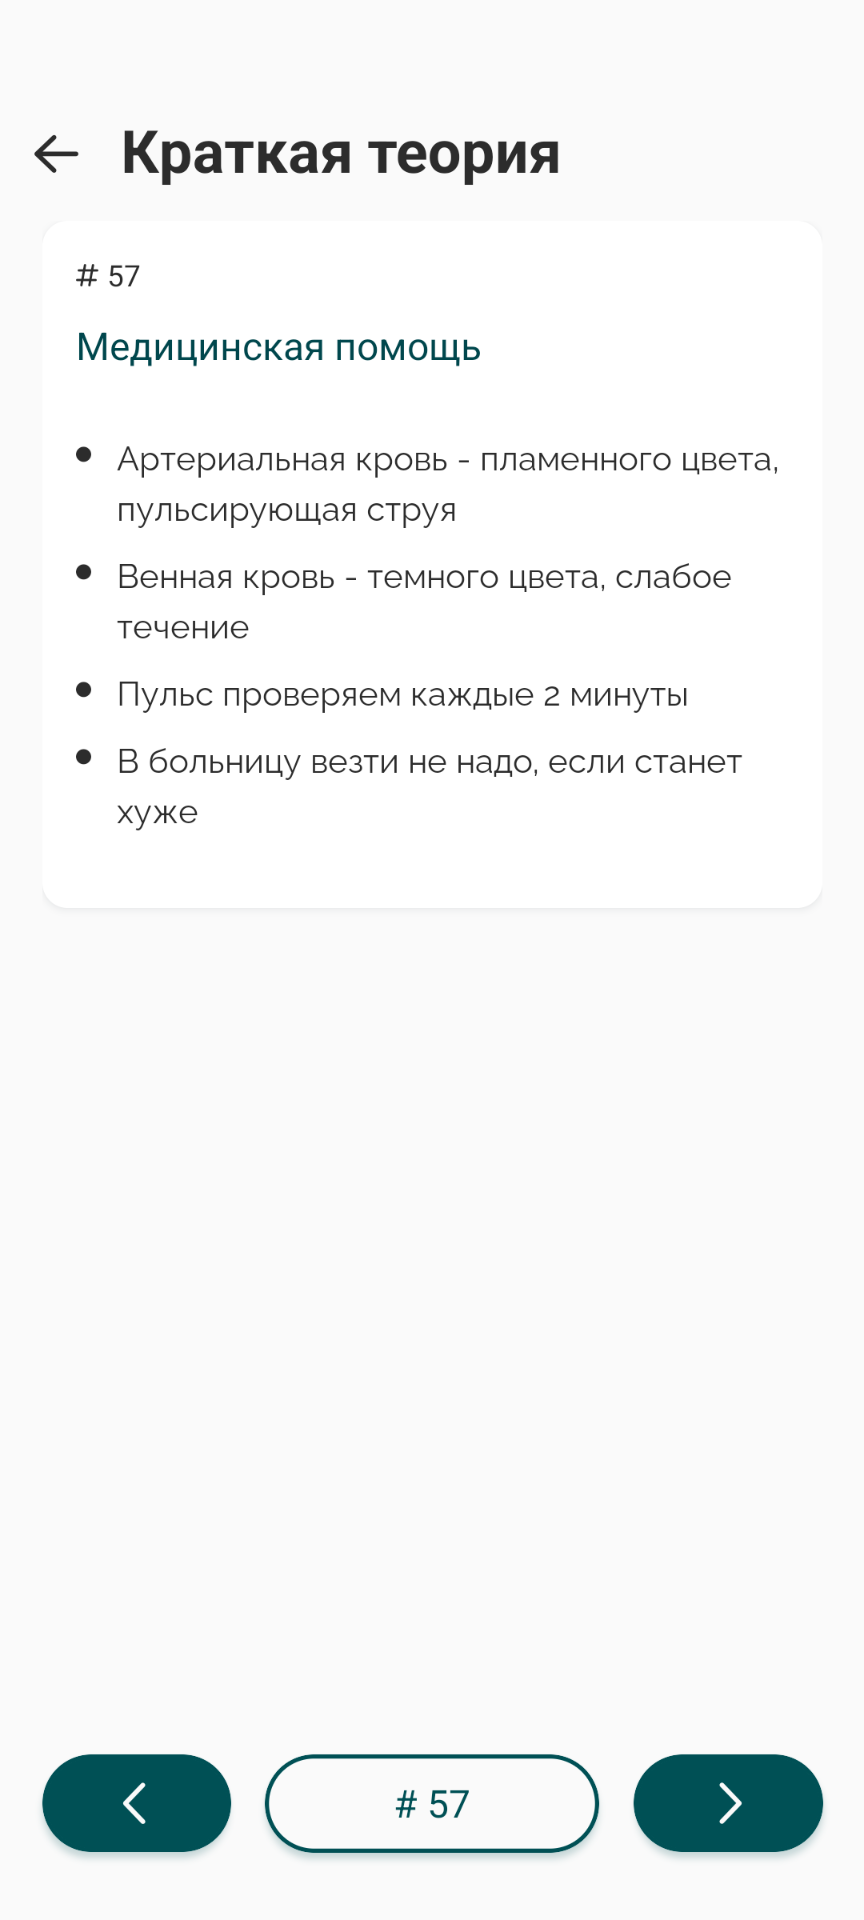 Краткая теория
# 57
Медицинская помощь
Артериальная кровь - пламенного цвета,
пульсирующая струя
Венная кровь - темного цвета, слабое
течение
Пульс проверяем каждые 2 минуты
В больницу везти не надо, если станет
хуже
# 57